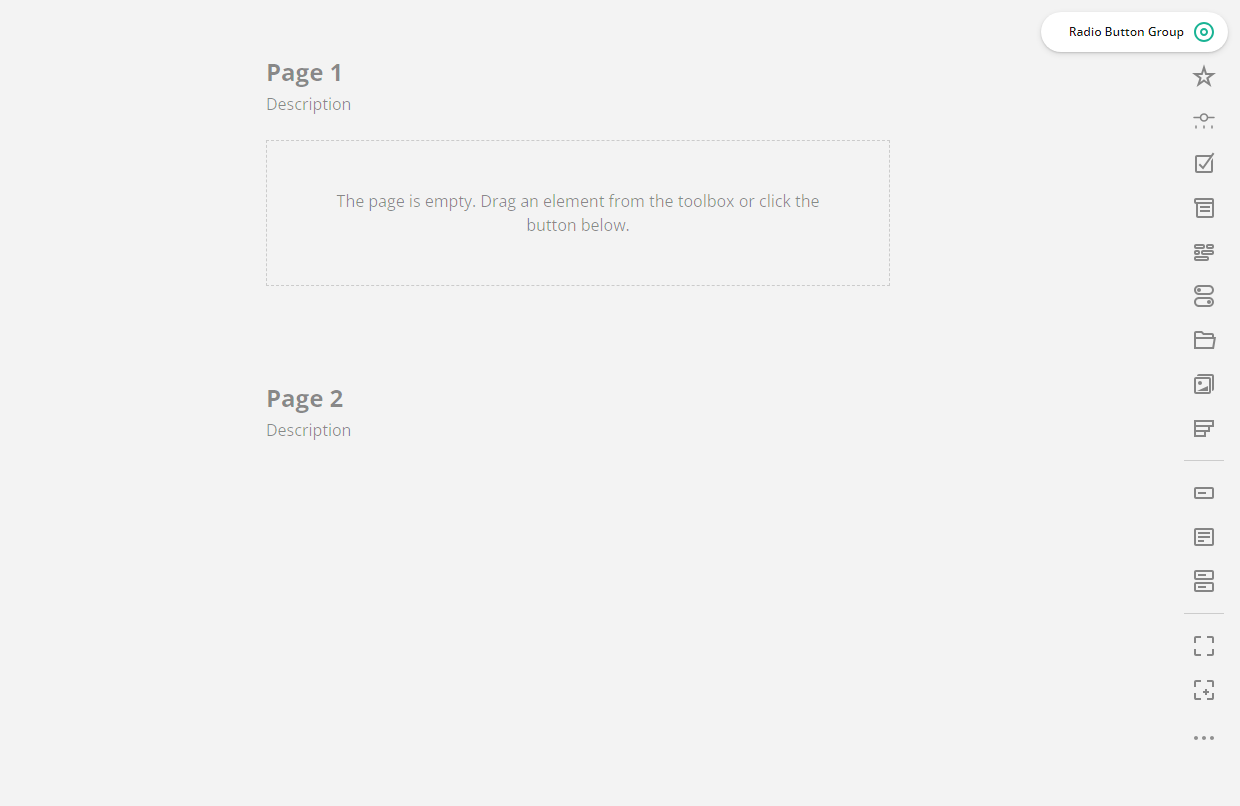 Radio Button Group
Page 1
Description
The page is empty. Drag an element from the toolbox or click the
button below.
Page 2
Description